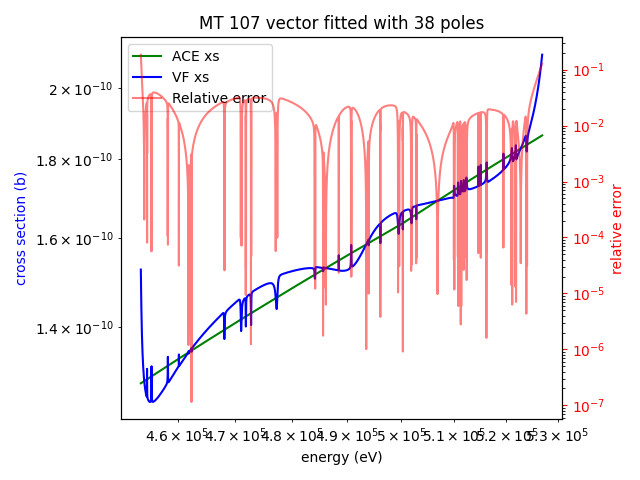 MT 107 vector fitted with 38 poles
ACE xs
VF xs
Relative error
cross section (b)
2 × 10⁻¹⁰
1.8 × 10⁻¹⁰
1.6 × 10⁻¹⁰
1.4 × 10⁻¹⁰
10⁻¹
10⁻²
10⁻³
10⁻⁴
10⁻⁵
10⁻⁶
10⁻⁷
relative error
4.6 × 10⁵ 4.7 × 10⁵ 4.8 × 10⁵ 4.9 × 10⁵ 5 × 10⁵ 5.1 × 10⁵ 5.2 × 10⁵ 5.3 × 10⁵
energy (eV)